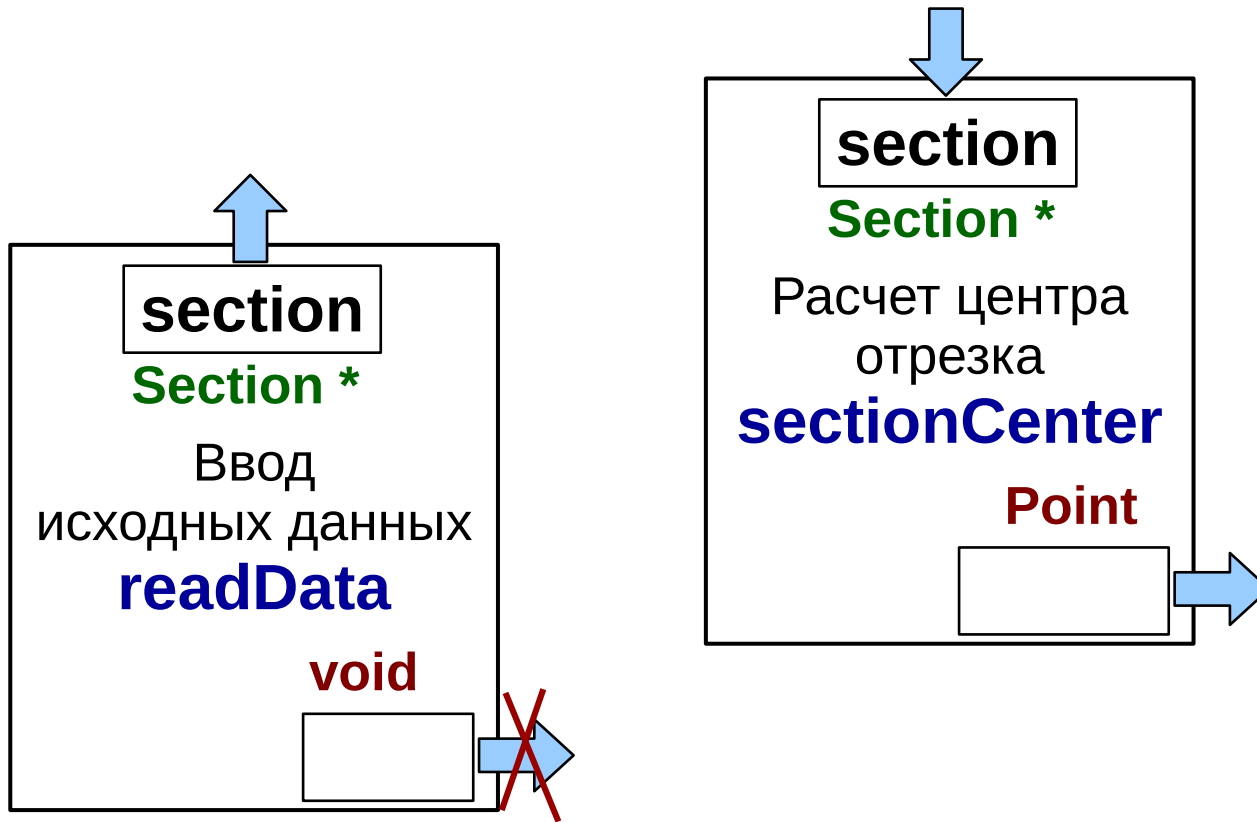 section
Section *
Ввод
исходных данных
readData
void
section
Section *
Расчет центра
отрезка
sectionCenter
Point